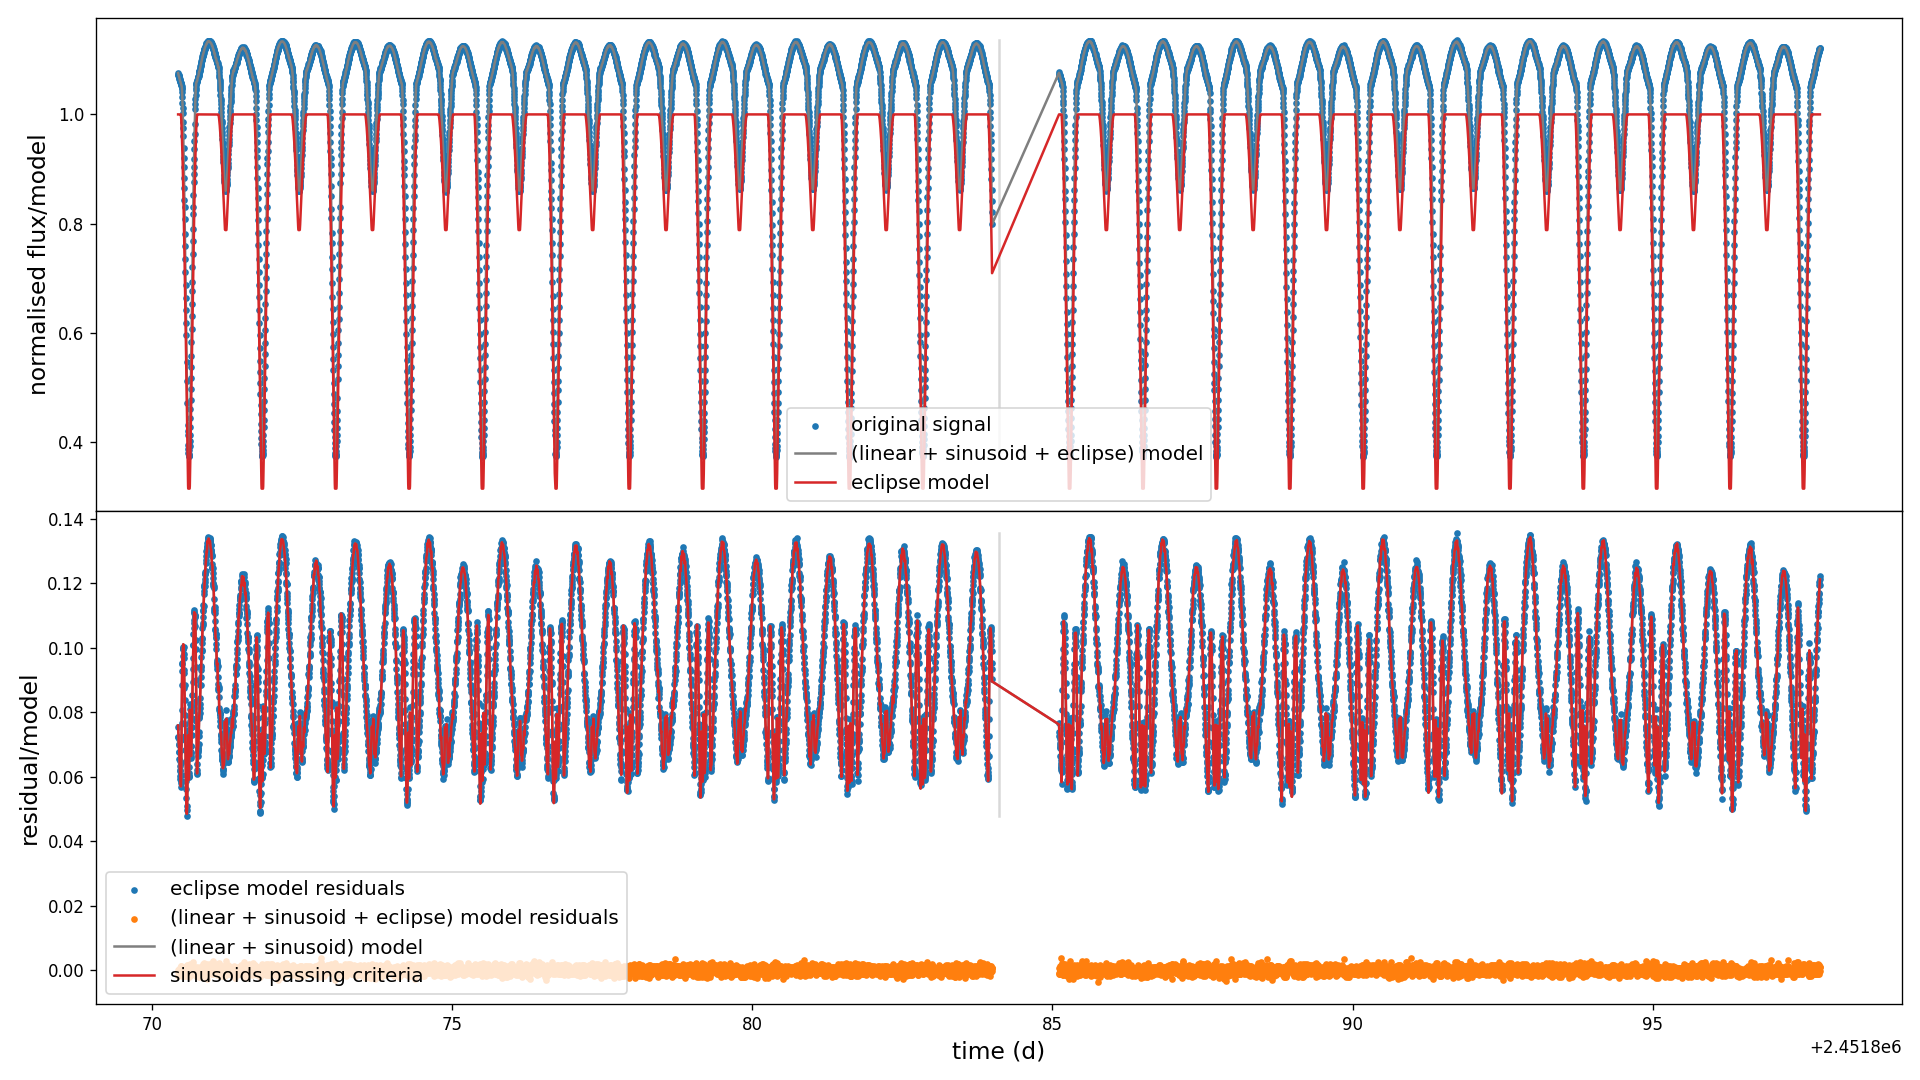 normalised flux/model
1.0
0.8
0.6
0.4
original signal
(linear + sinusoid + eclipse) model
eclipse model
residual/model
0.14
0.12
0.10
0.08
0.06
0.04
0.02
0.00
eclipse model residuals
(linear + sinusoid + eclipse) model residuals
(linear + sinusoid) model
sinusoids passing criteria
70 75 80 85 90 95
time (d)
+2.4518e6